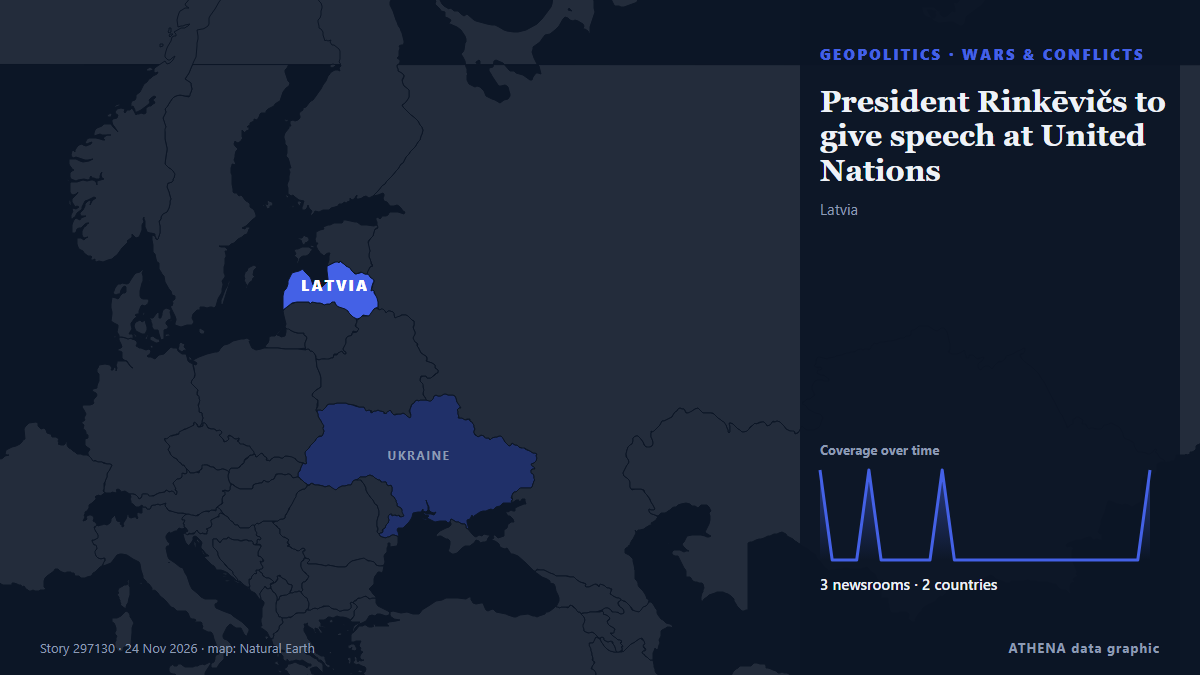 GEOPOLITICS · WARS & CONFLICTS
President Rinkēvičs to
give speech at United
Nations
Latvia
LATVIA
UKRAINE
Coverage over time
3 newsrooms · 2 countries
Story 297130 · 24 Nov 2026 · map: Natural Earth
ATHENA data graphic